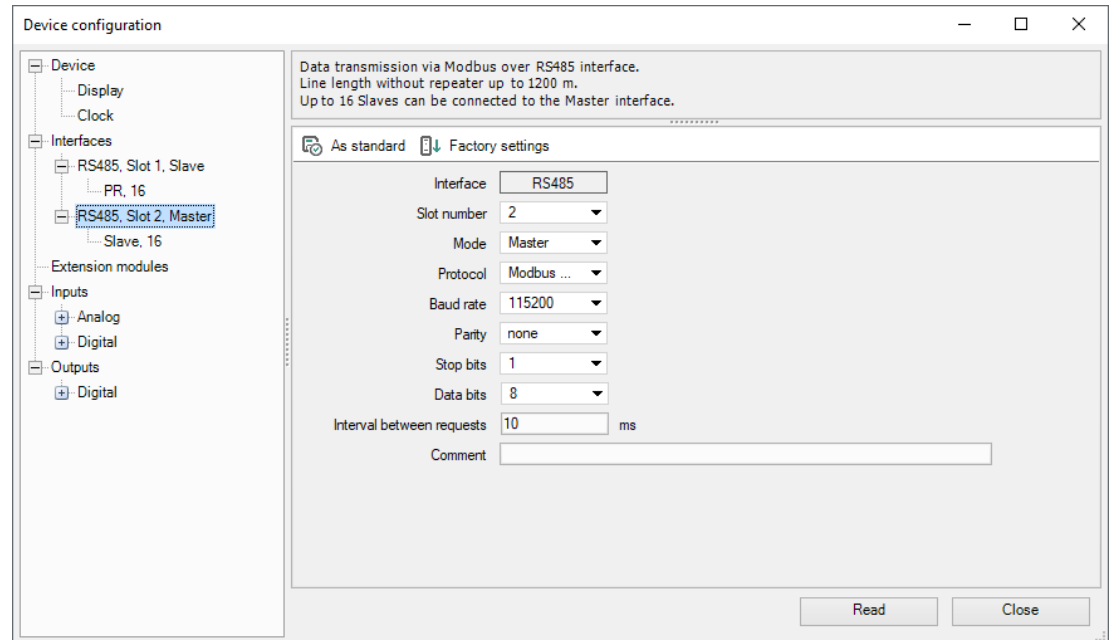 Device configuration
Device
Display
Clock
Interfaces
RS485, Slot 1, Slave
PR, 16
RS485, Slot 2, Master
Slave, 16
Extension modules
Inputs
Analog
Digital
Outputs
Digital
Data transmission via Modbus over RS485 interface.
Line length without repeater up to 1200 m.
Up to 16 Slaves can be connected to the Master interface.
As standard Factory settings
Interface RS485
Slot number 2
Mode Master
Protocol Modbus ...
Baud rate 115200
Parity none
Stop bits 1
Data bits 8
Interval between requests 10 ms
Comment
Read Close